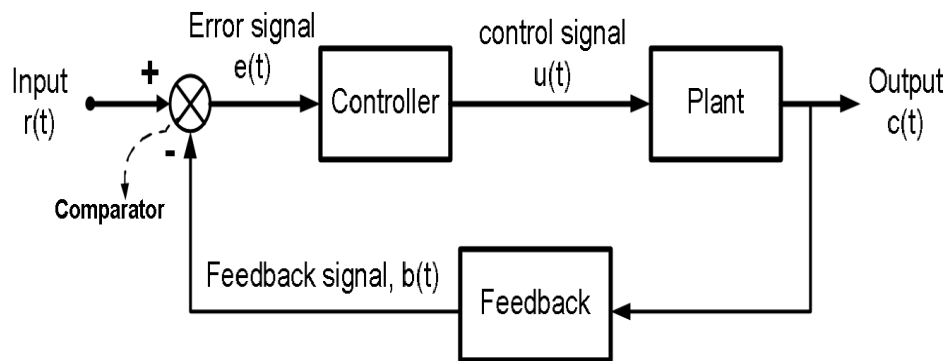 Error signal
e(t)
control signal
u(t)
Input
r(t)
+
-
Controller
Plant
Output
c(t)
Comparator
Feedback signal, b(t)
Feedback